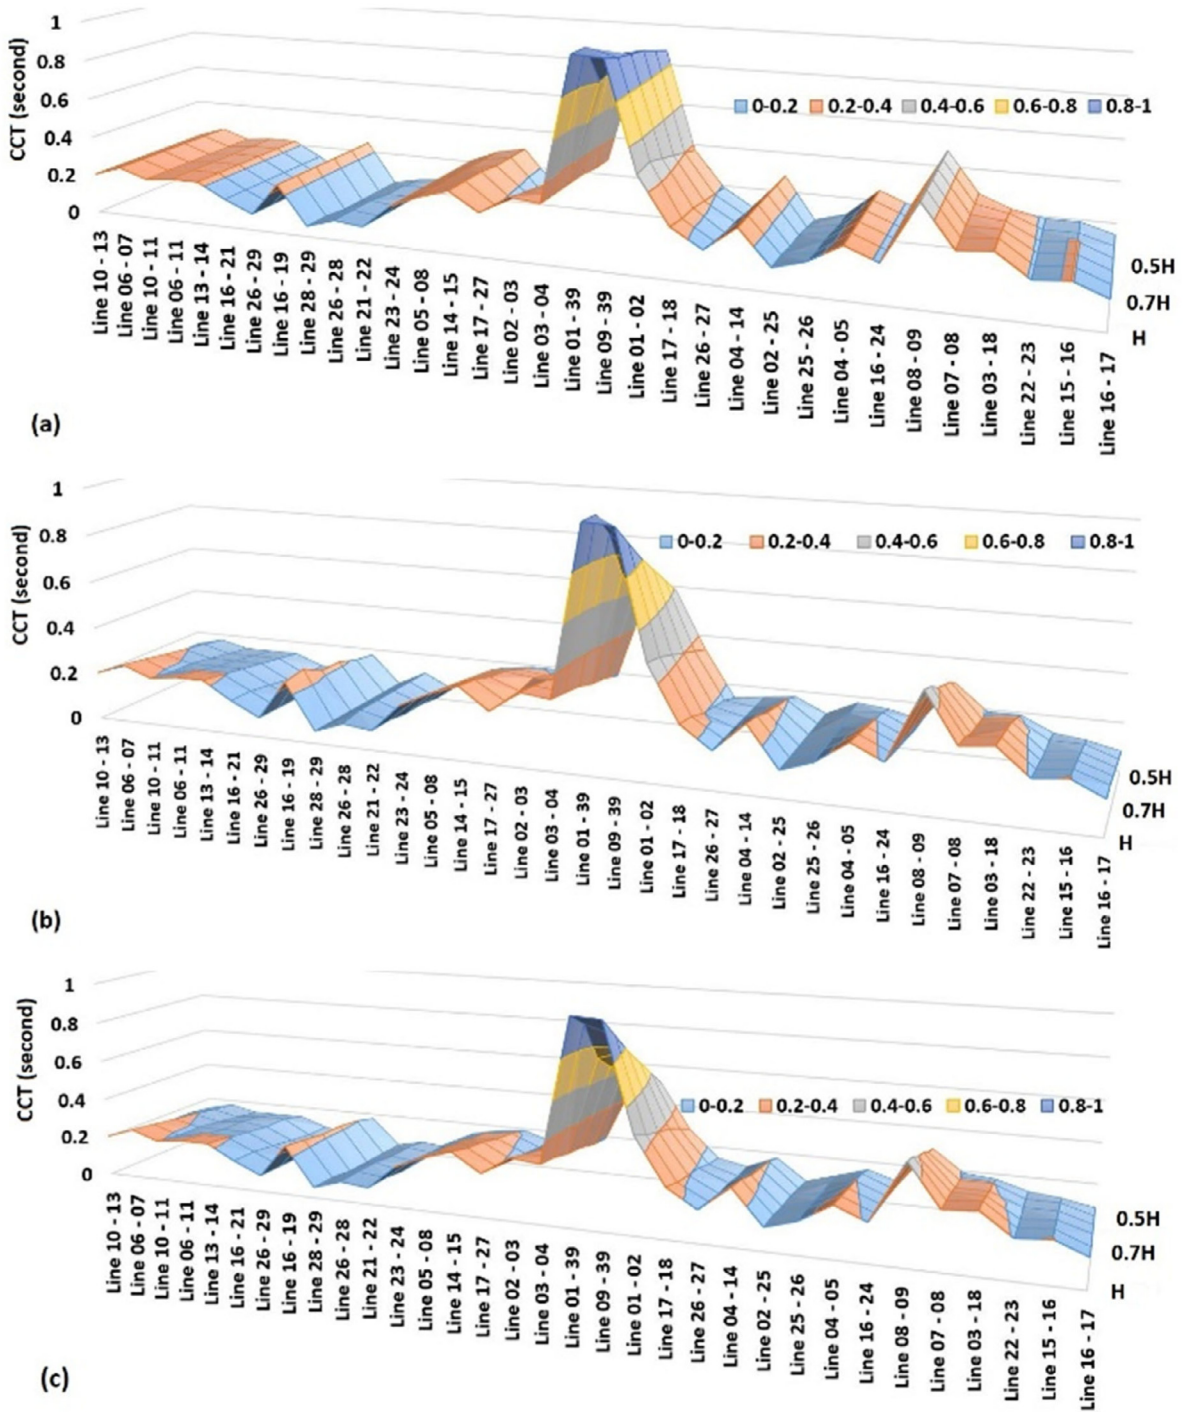 CCT (second)
1
0.8
0.6
0.4
0.2
0
0-0.2 0.2-0.4 0.4-0.6 0.6-0.8 0.8-1
0.5H
0.7H
H
Line 10 - 13
Line 06 - 07
Line 10 - 11
Line 06 - 11
Line 13 - 14
Line 16 - 21
Line 26 - 29
Line 16 - 19
Line 28 - 29
Line 26 - 28
Line 21 - 22
Line 23 - 24
Line 05 - 08
Line 14 - 15
Line 17 - 27
Line 02 - 03
Line 03 - 04
Line 01 - 39
Line 09 - 39
Line 01 - 02
Line 17 - 18
Line 26 - 27
Line 04 - 14
Line 02 - 25
Line 25 - 26
Line 04 - 05
Line 16 - 24
Line 08 - 09
Line 07 - 08
Line 03 - 18
Line 22 - 23
Line 15 - 16
Line 16 - 17
(a)
CCT (second)
1
0.8
0.6
0.4
0.2
0
0-0.2 0.2-0.4 0.4-0.6 0.6-0.8 0.8-1
0.5H
0.7H
H
Line 10 - 13
Line 06 - 07
Line 10 - 11
Line 06 - 11
Line 13 - 14
Line 16 - 21
Line 26 - 29
Line 16 - 19
Line 28 - 29
Line 26 - 28
Line 21 - 22
Line 23 - 24
Line 05 - 08
Line 14 - 15
Line 17 - 27
Line 02 - 03
Line 03 - 04
Line 01 - 39
Line 09 - 39
Line 01 - 02
Line 17 - 18
Line 26 - 27
Line 04 - 14
Line 02 - 25
Line 25 - 26
Line 04 - 05
Line 16 - 24
Line 08 - 09
Line 07 - 08
Line 03 - 18
Line 22 - 23
Line 15 - 16
Line 16 - 17
(b)
CCT (second)
1
0.8
0.6
0.4
0.2
0
0-0.2 0.2-0.4 0.4-0.6 0.6-0.8 0.8-1
0.5H
0.7H
H
Line 10 - 13
Line 06 - 07
Line 10 - 11
Line 06 - 11
Line 13 - 14
Line 16 - 21
Line 26 - 29
Line 16 - 19
Line 28 - 29
Line 26 - 28
Line 21 - 22
Line 23 - 24
Line 05 - 08
Line 14 - 15
Line 17 - 27
Line 02 - 03
Line 03 - 04
Line 01 - 39
Line 09 - 39
Line 01 - 02
Line 17 - 18
Line 26 - 27
Line 04 - 14
Line 02 - 25
Line 25 - 26
Line 04 - 05
Line 16 - 24
Line 08 - 09
Line 07 - 08
Line 03 - 18
Line 22 - 23
Line 15 - 16
Line 16 - 17
(c)